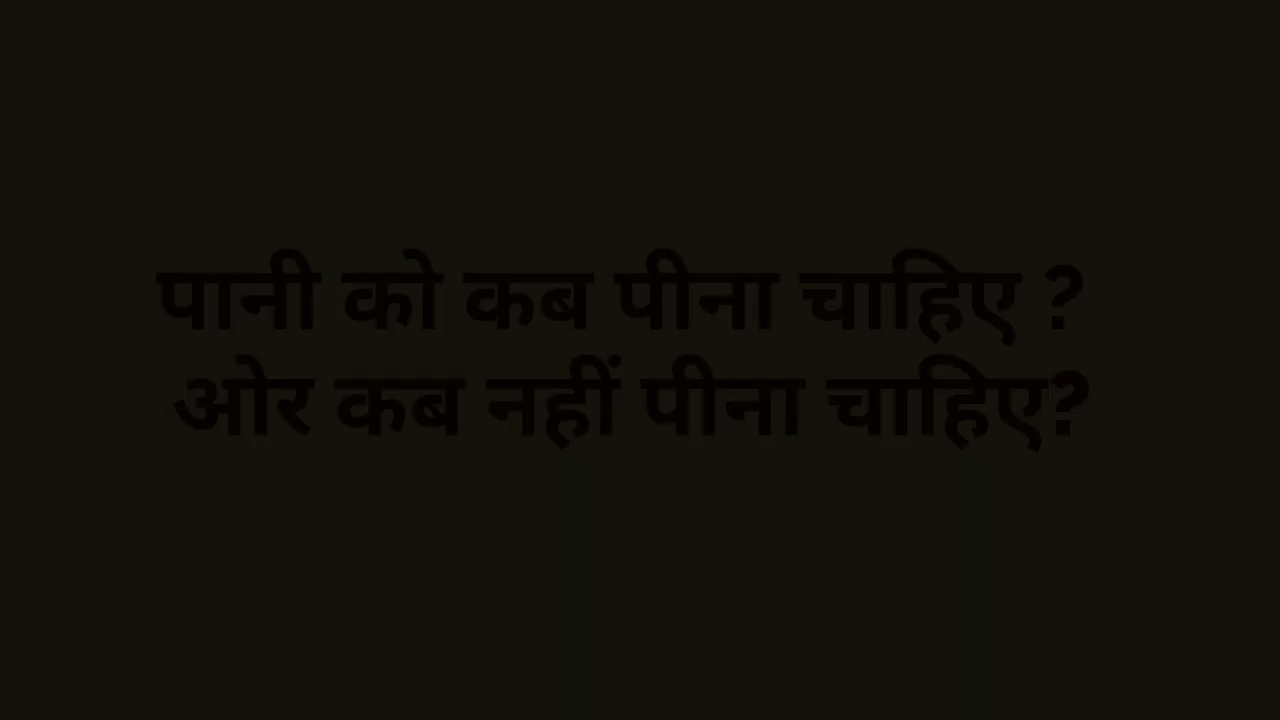 पानी को कब पीना चाहिए ?
ओर कब नहीं पीना चाहिए?